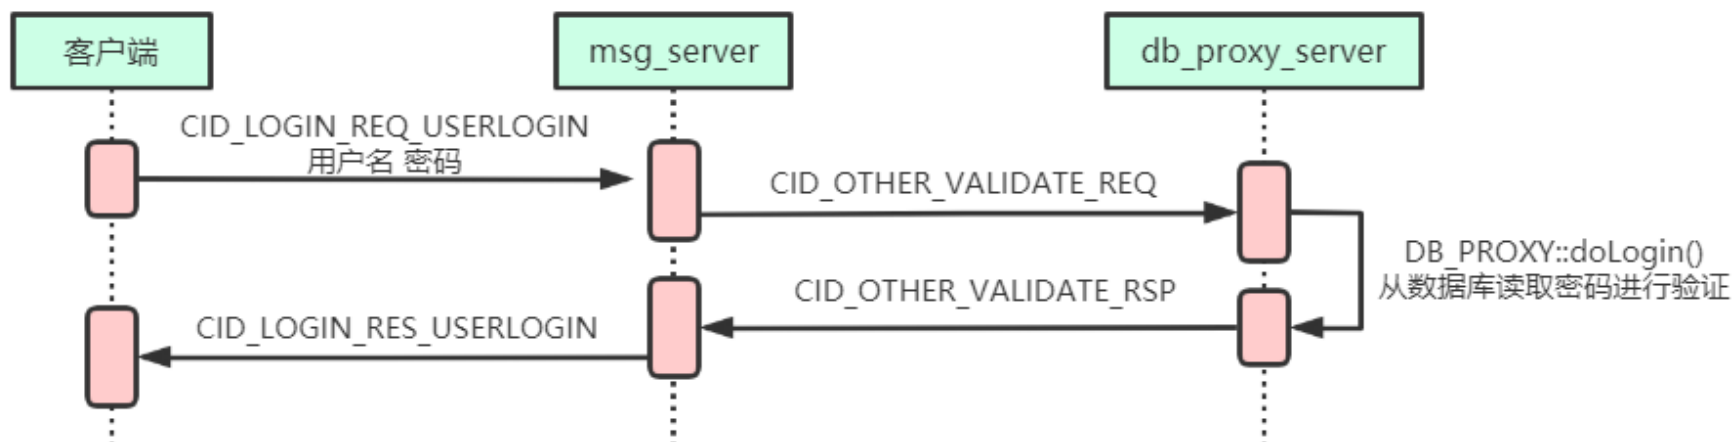 客户端
msg_server
db_proxy_server
CID_LOGIN_REQ_USERLOGIN
用户名 密码
CID_OTHER_VALIDATE_REQ
DB_PROXY::doLogin()
从数据库读取密码进行验证
CID_OTHER_VALIDATE_RSP
CID_LOGIN_RES_USERLOGIN